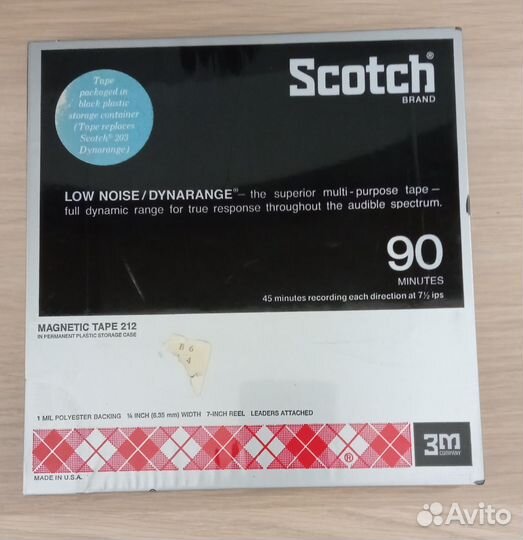 Scotch®
BRAND
Tape
packaged in
black plastic
storage container
(Tape replaces
Scotch® 203
Dynarange)
LOW NOISE/DYNARANGE®— the superior multi-purpose tape—
full dynamic range for true response throughout the audible spectrum.
90
MINUTES
45 minutes recording each direction at 7½ ips
MAGNETIC TAPE 212
IN PERMANENT PLASTIC STORAGE CASE
B 6
4
1 MIL POLYESTER BACKING ¼ INCH (6.35 mm) WIDTH 7-INCH REEL LEADERS ATTACHED
®
3M
COMPANY
MADE IN U.S.A.
Avito